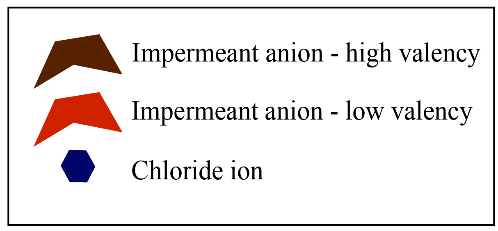 Impermeant anion - high valency
Impermeant anion - low valency
Chloride ion